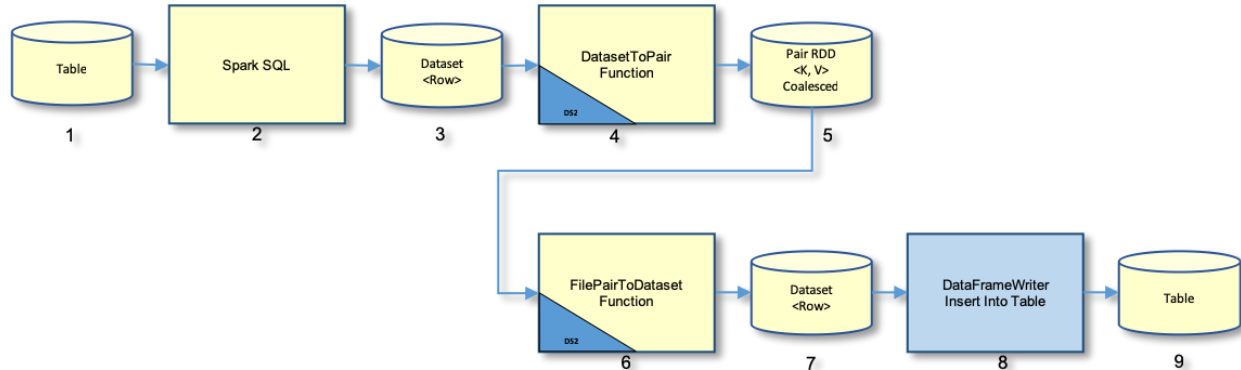 Table
Spark SQL
Dataset
<Row>
DatasetToPair
Function
DS2
Pair RDD
<K, V>
Coalesced
1
2
3
4
5
FilePairToDataset
Function
DS2
Dataset
<Row>
DataFrameWriter
Insert Into Table
Table
6
7
8
9